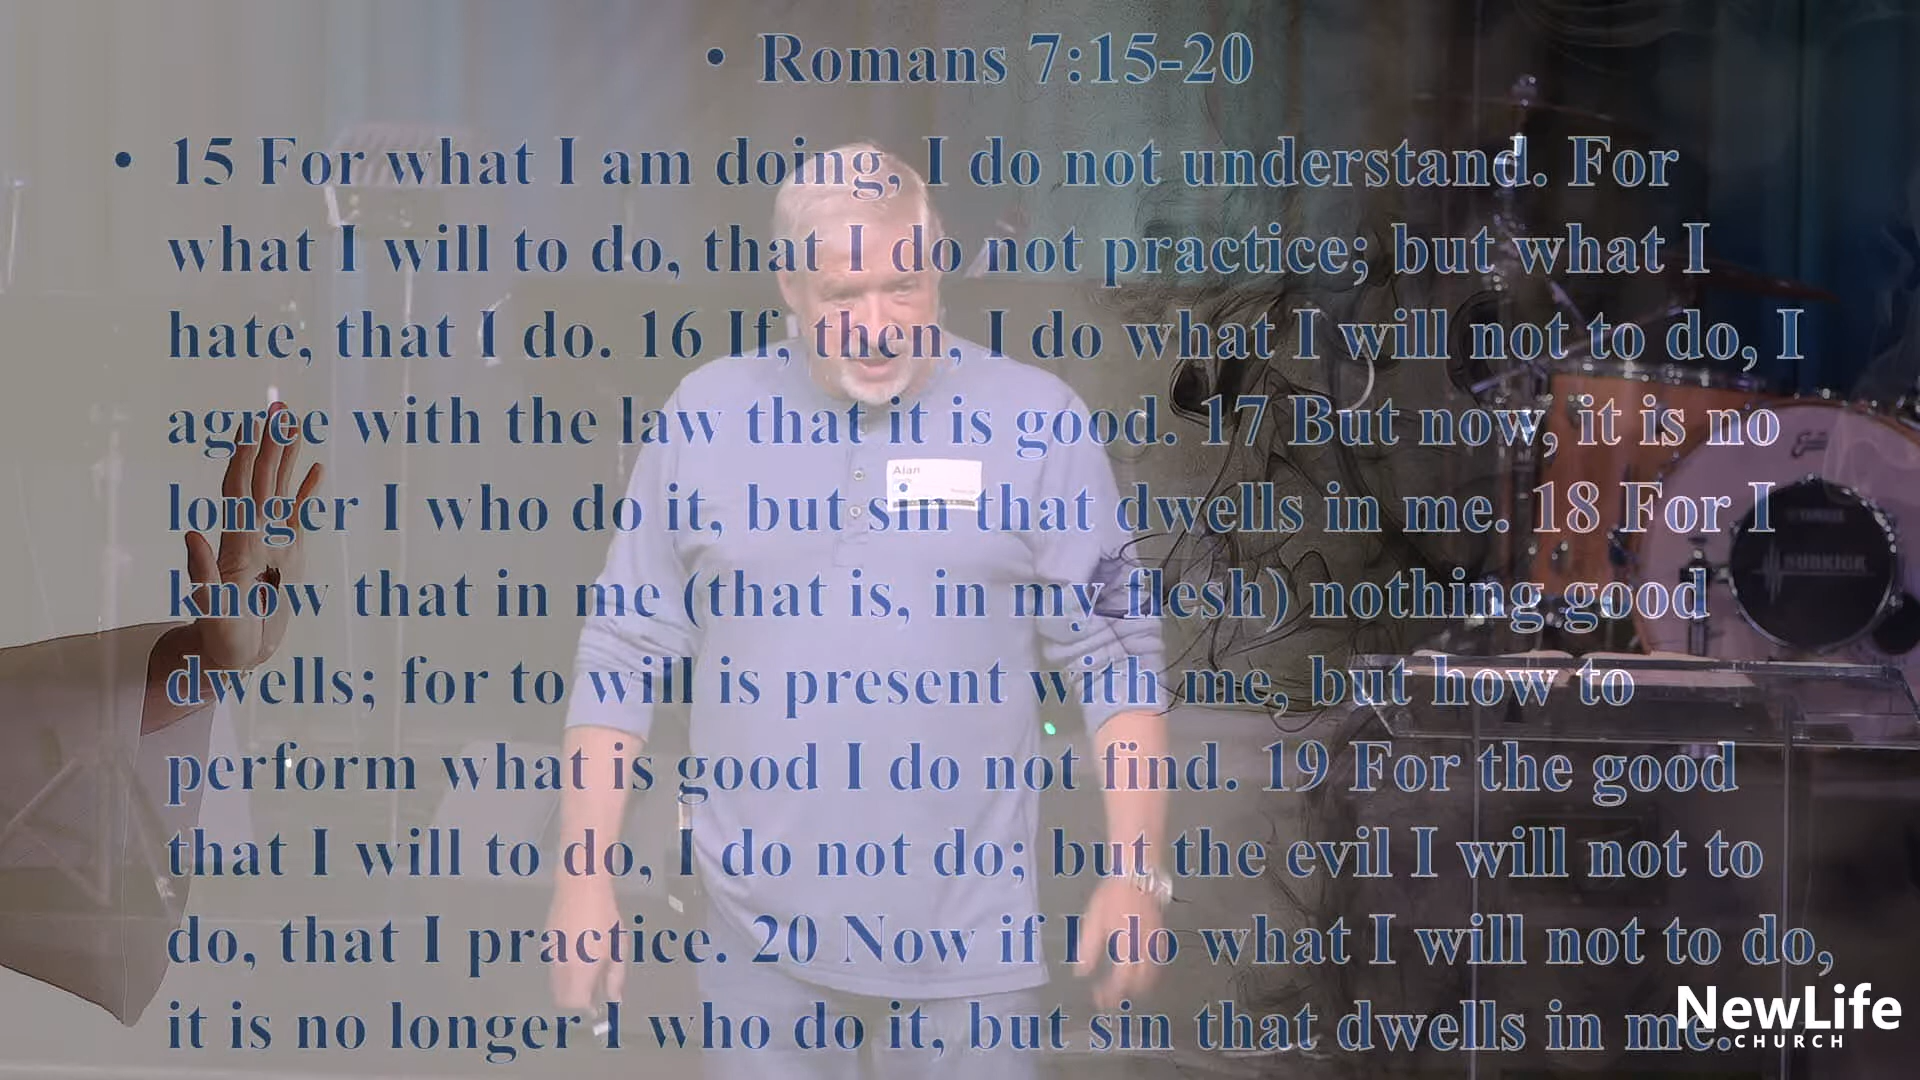 • Romans 7:15-20
• 15 For what I am doing, I do not understand. For
what I will to do, that I do not practice; but what I
hate, that I do. 16 If, then, I do what I will not to do, I
agree with the law that it is good. 17 But now, it is no
longer I who do it, but sin that dwells in me. 18 For I
know that in me (that is, in my flesh) nothing good
dwells; for to will is present with me, but how to
perform what is good I do not find. 19 For the good
that I will to do, I do not do; but the evil I will not to
do, that I practice. 20 Now if I do what I will not to do,
it is no longer I who do it, but sin that dwells in me.
Alan
NewLife
CHURCH